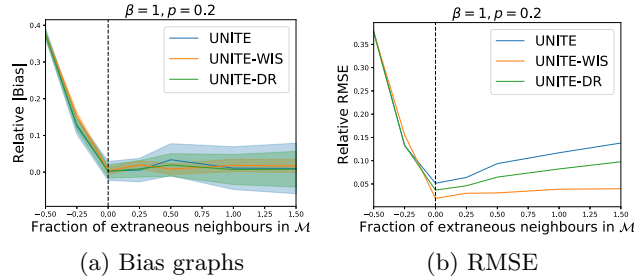 β = 1, p = 0.2
Relative |Bias|
0.4
0.3
0.2
0.1
0.0
UNITE
UNITE-WIS
UNITE-DR
−0.50 −0.25 0.00 0.25 0.50 0.75 1.00 1.25 1.50
Fraction of extraneous neighbours in ℳ
(a) Bias graphs
β = 1, p = 0.2
Relative RMSE
0.35
0.30
0.25
0.20
0.15
0.10
0.05
UNITE
UNITE-WIS
UNITE-DR
−0.50 −0.25 0.00 0.25 0.50 0.75 1.00 1.25 1.50
Fraction of extraneous neighbours in ℳ
(b) RMSE